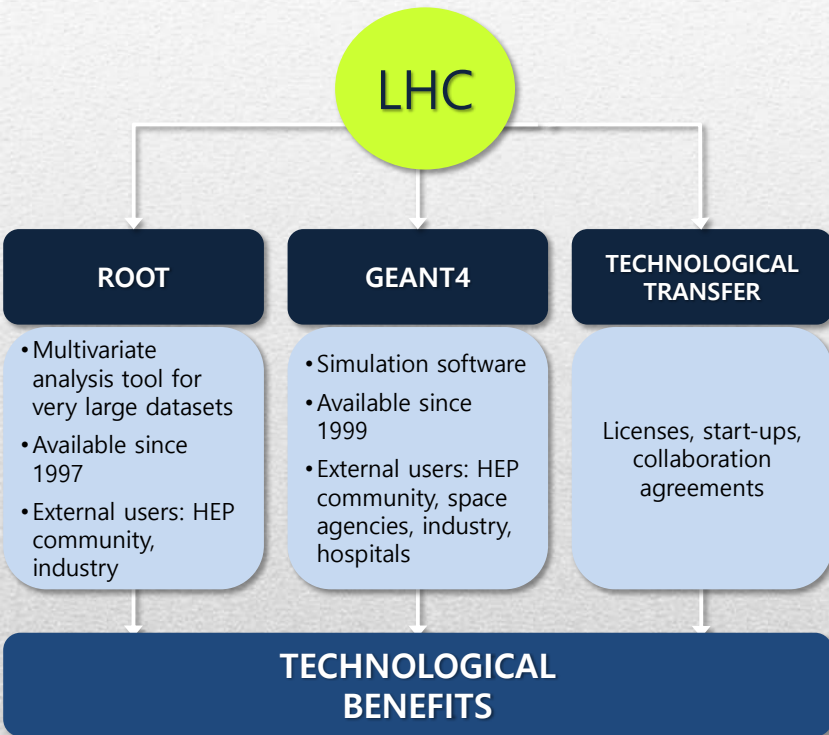 LHC
ROOT
• Multivariate
analysis tool for
very large datasets
• Available since
1997
• External users: HEP
community,
industry
GEANT4
• Simulation software
• Available since
1999
• External users: HEP
community, space
agencies, industry,
hospitals
TECHNOLOGICAL
TRANSFER
Licenses, start-ups,
collaboration
agreements
TECHNOLOGICAL
BENEFITS